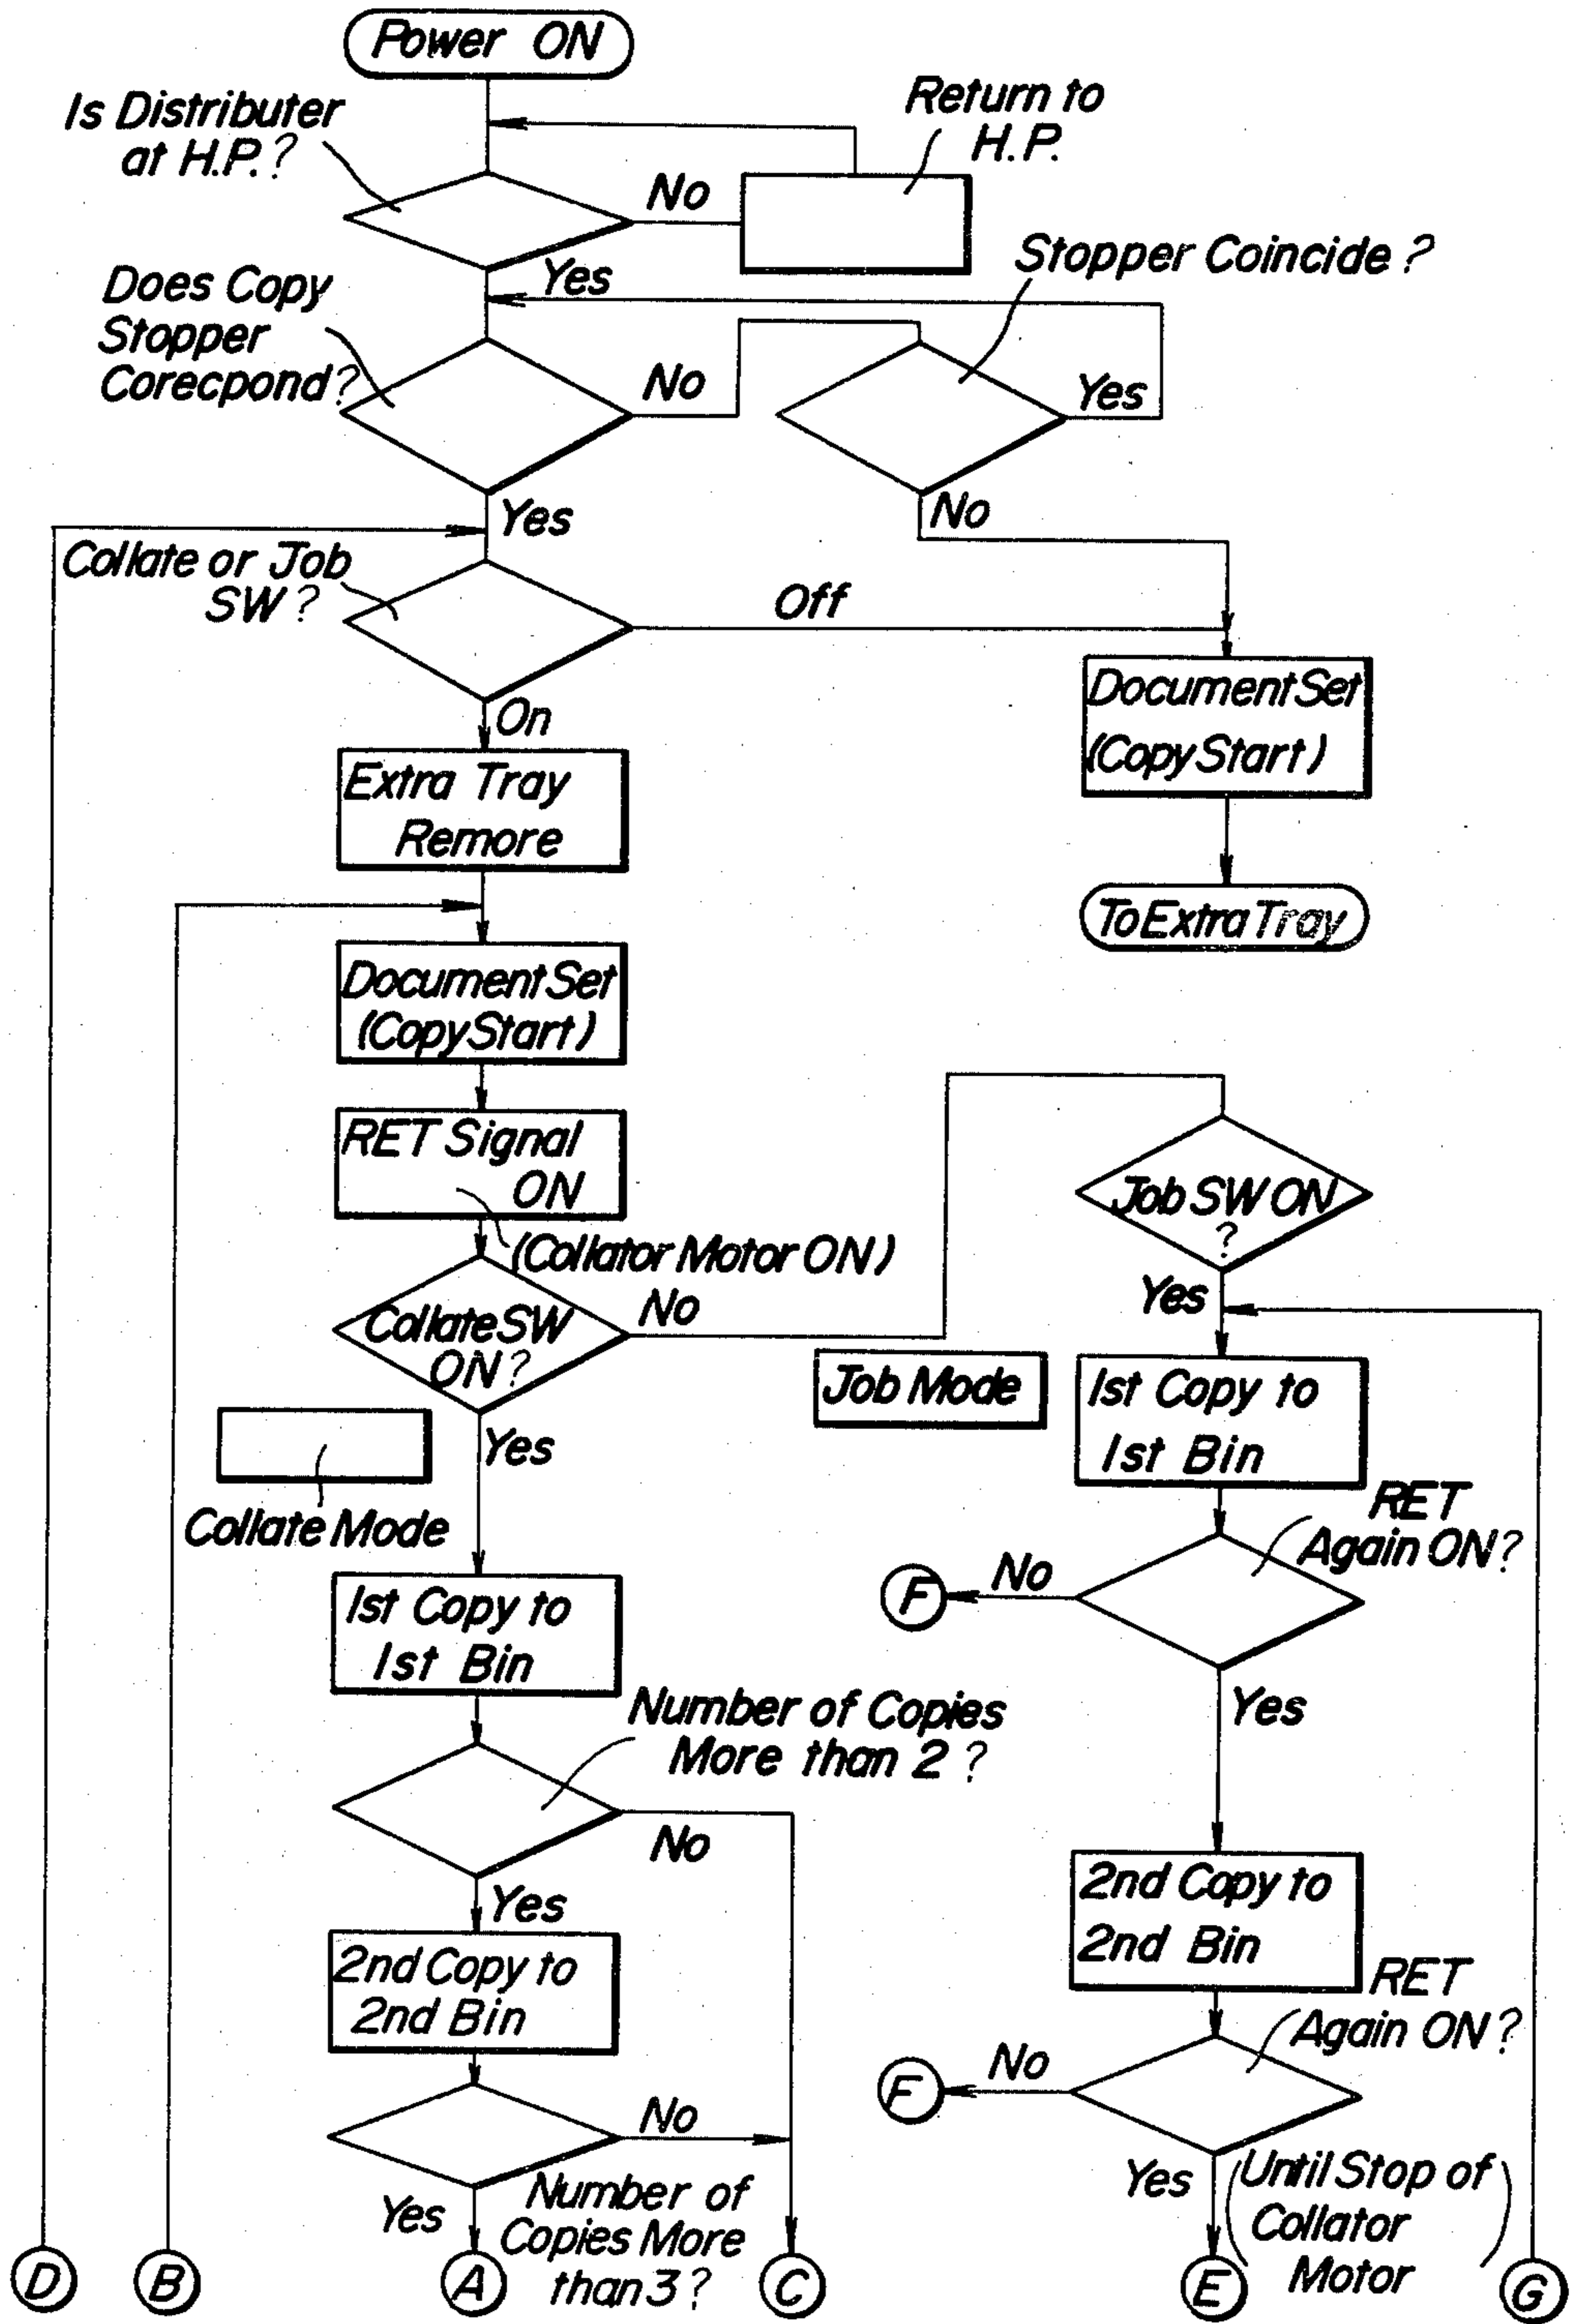 Power ON
Is Distributer
at H.P.?
Return to
H.P.
No
Yes
Stopper Coincide?
Does Copy
Stopper
Corecpond?
No
Yes
Yes
No
Collate or Job
SW?
Off
On
Document Set
(Copy Start)
Extra Tray
Remore
To Extra Tray
Document Set
(Copy Start)
RET Signal
ON
(Collator Motor ON)
Job SW ON
?
Collate SW
ON?
No
Yes
Job Mode
1st Copy to
1st Bin
Yes
Collate Mode
RET
Again ON?
No
F
1st Copy to
1st Bin
Yes
Number of Copies
More than 2?
No
Yes
2nd Copy to
2nd Bin
2nd Copy to
2nd Bin
RET
Again ON?
No
F
No
Yes
Number of
Copies More
than 3?
Yes
(Until Stop of
Collator
Motor)
D
B
A
C
E
G